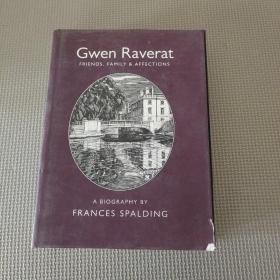 Gwen Raverat
FRIENDS, FAMILY & AFFECTIONS
A BIOGRAPHY BY
FRANCES SPALDING